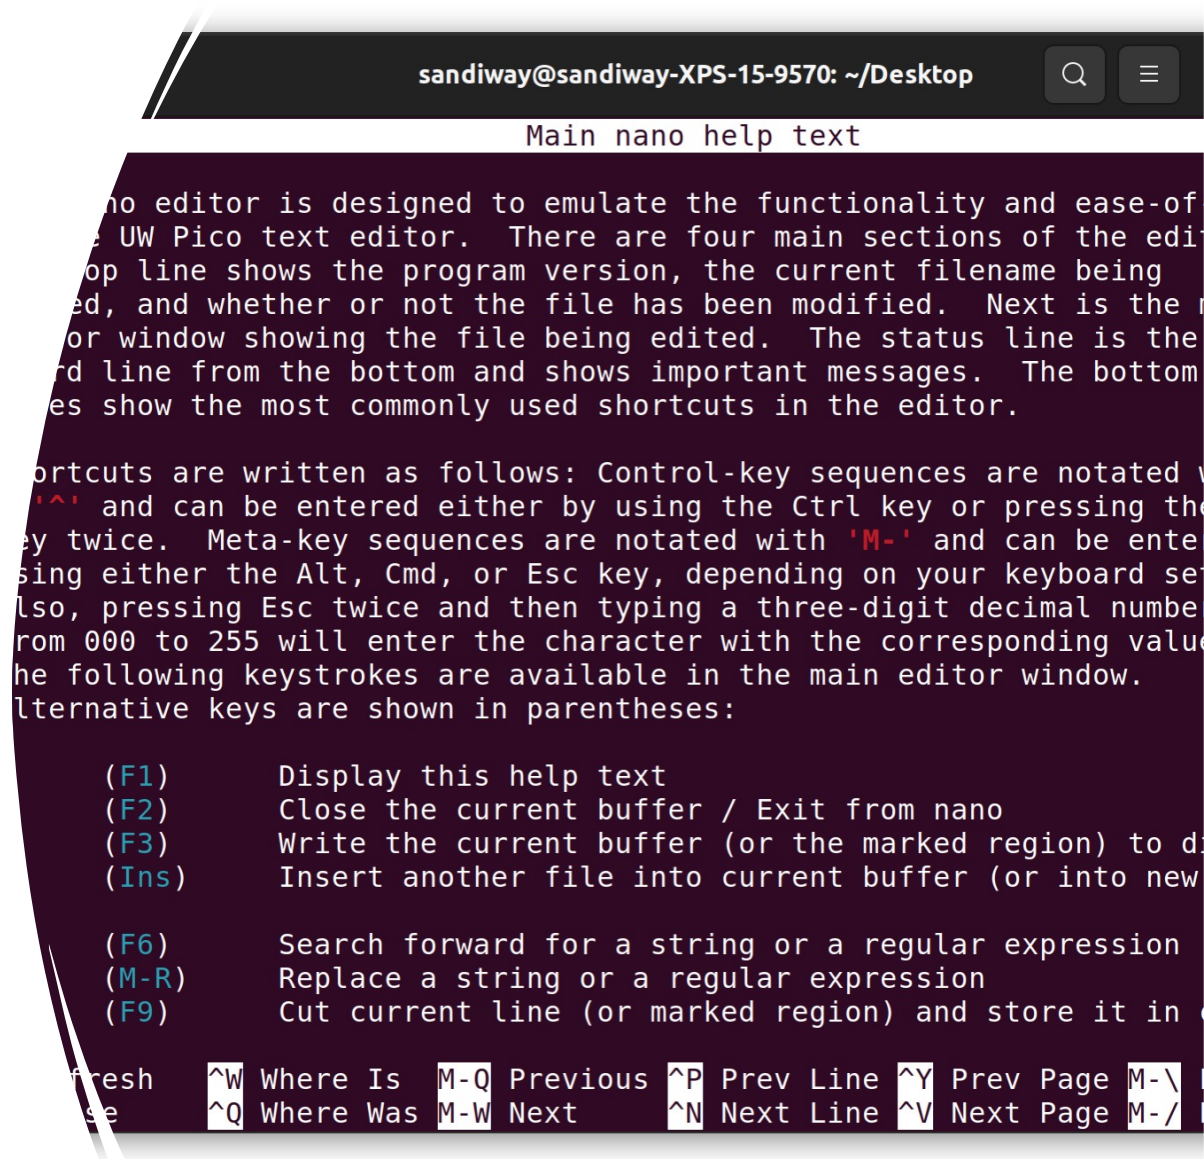 sandiway@sandiway-XPS-15-9570: ~/Desktop
Main nano help text
no editor is designed to emulate the functionality and ease-of
UW Pico text editor.  There are four main sections of the edit
op line shows the program version, the current filename being
ed, and whether or not the file has been modified.  Next is the
or window showing the file being edited.  The status line is the
rd line from the bottom and shows important messages.  The bottom
es show the most commonly used shortcuts in the editor.
ortcuts are written as follows: Control-key sequences are notated w
'^' and can be entered either by using the Ctrl key or pressing the
ey twice.  Meta-key sequences are notated with 'M-' and can be ente
sing either the Alt, Cmd, or Esc key, depending on your keyboard set
lso, pressing Esc twice and then typing a three-digit decimal numbe
rom 000 to 255 will enter the character with the corresponding value
he following keystrokes are available in the main editor window.
lternative keys are shown in parentheses:
(F1)      Display this help text
(F2)      Close the current buffer / Exit from nano
(F3)      Write the current buffer (or the marked region) to di
(Ins)     Insert another file into current buffer (or into new
(F6)      Search forward for a string or a regular expression
(M-R)     Replace a string or a regular expression
(F9)      Cut current line (or marked region) and store it in
fresh   ^W Where Is  M-Q Previous ^P Prev Line ^Y Prev Page M-\
se   ^Q Where Was M-W Next     ^N Next Line ^V Next Page M-/